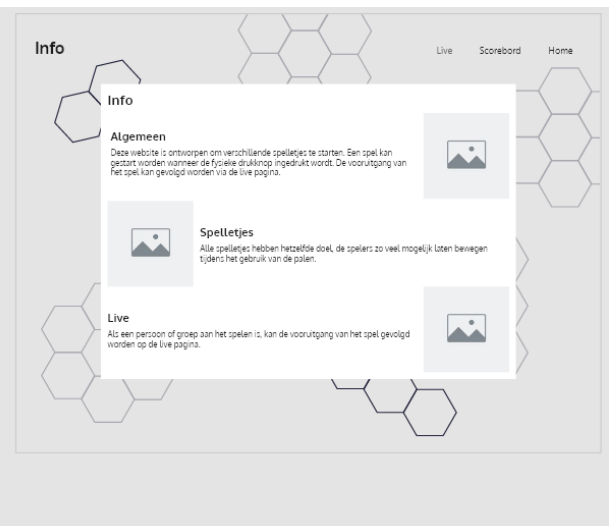 Info
Live Scorebord Home
Info
Algemeen
Deze website is ontworpen om verschillende spelletjes te starten. Een spel kan
gestart worden wanneer de fysieke drukknop ingedrukt wordt. De vooruitgang van
het spel kan gevolgd worden via de live pagina.
Spelletjes
Alle spelletjes hebben hetzelfde doel, de spelers zo veel mogelijk laten bewegen
tijdens het gebruik van de palen.
Live
Als een persoon of groep aan het spelen is, kan de vooruitgang van het spel gevolgd
worden op de live pagina.